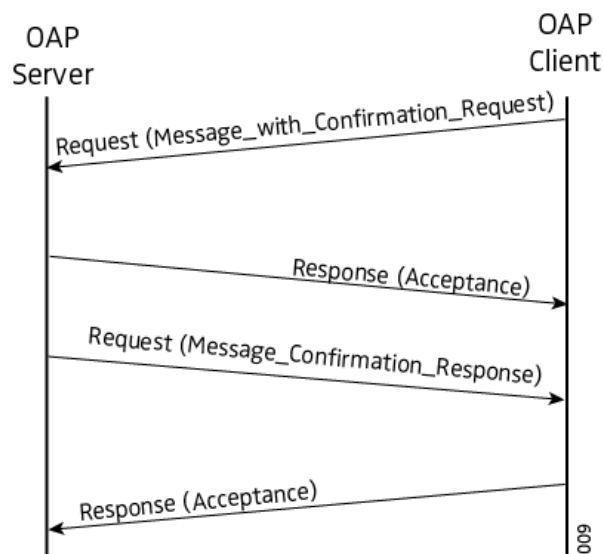 OAP
Server
OAP
Client
Request (Message_with_Confirmation_Request)
Response (Acceptance)
Request (Message_Confirmation_Response)
Response (Acceptance)
009